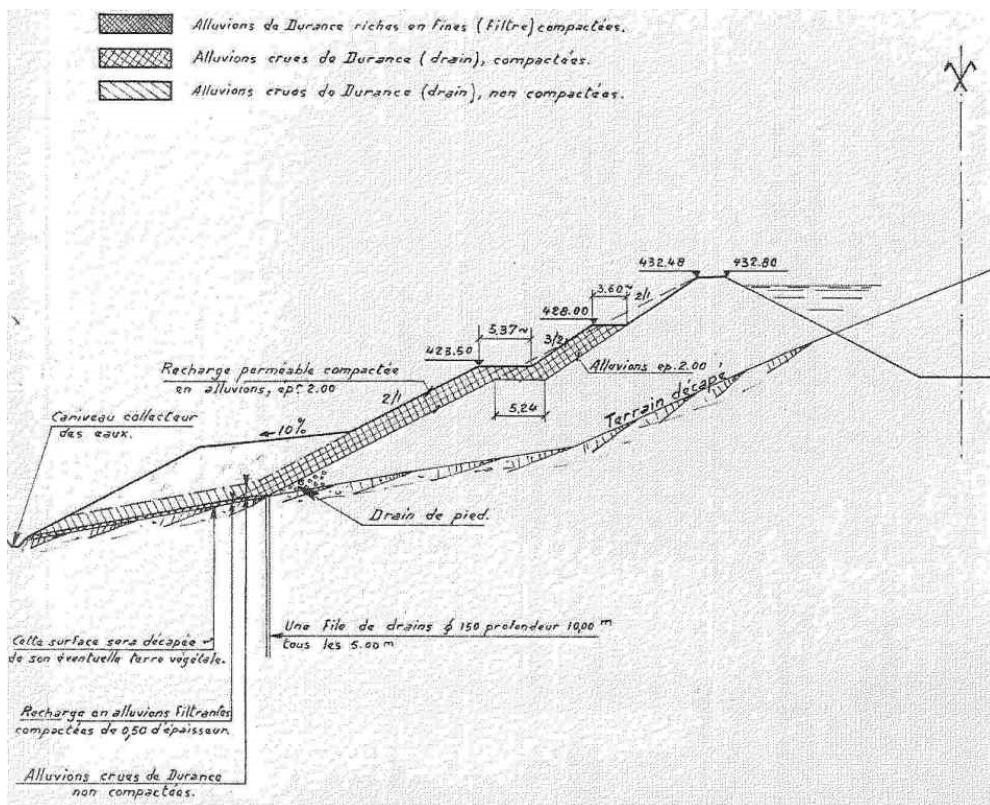 Alluvions de Durance riches en fines (filtre) compactées.
Alluvions crues de Durance (drain), compactées.
Alluvions crues de Durance (drain), non compactées.
432.48
432.80
3.60~
2/1
428.00
5.37~
3/2
423.50
Alluvions ep. 2.00
Recharge perméable compactée
en alluvions, epr 2.00
2/1
5.24
Terrain décapé
Caniveau collecteur
des eaux.
10%
Drain de pied.
Une file de drains ϕ 150 profondeur 10,00 m
tous les 5.00 m
Cette surface sera décapée
de son éventuelle terre végétale.
Recharge en alluvions filtrantes
compactées de 0,50 d'épaisseur.
Alluvions crues de Durance
non compactées.